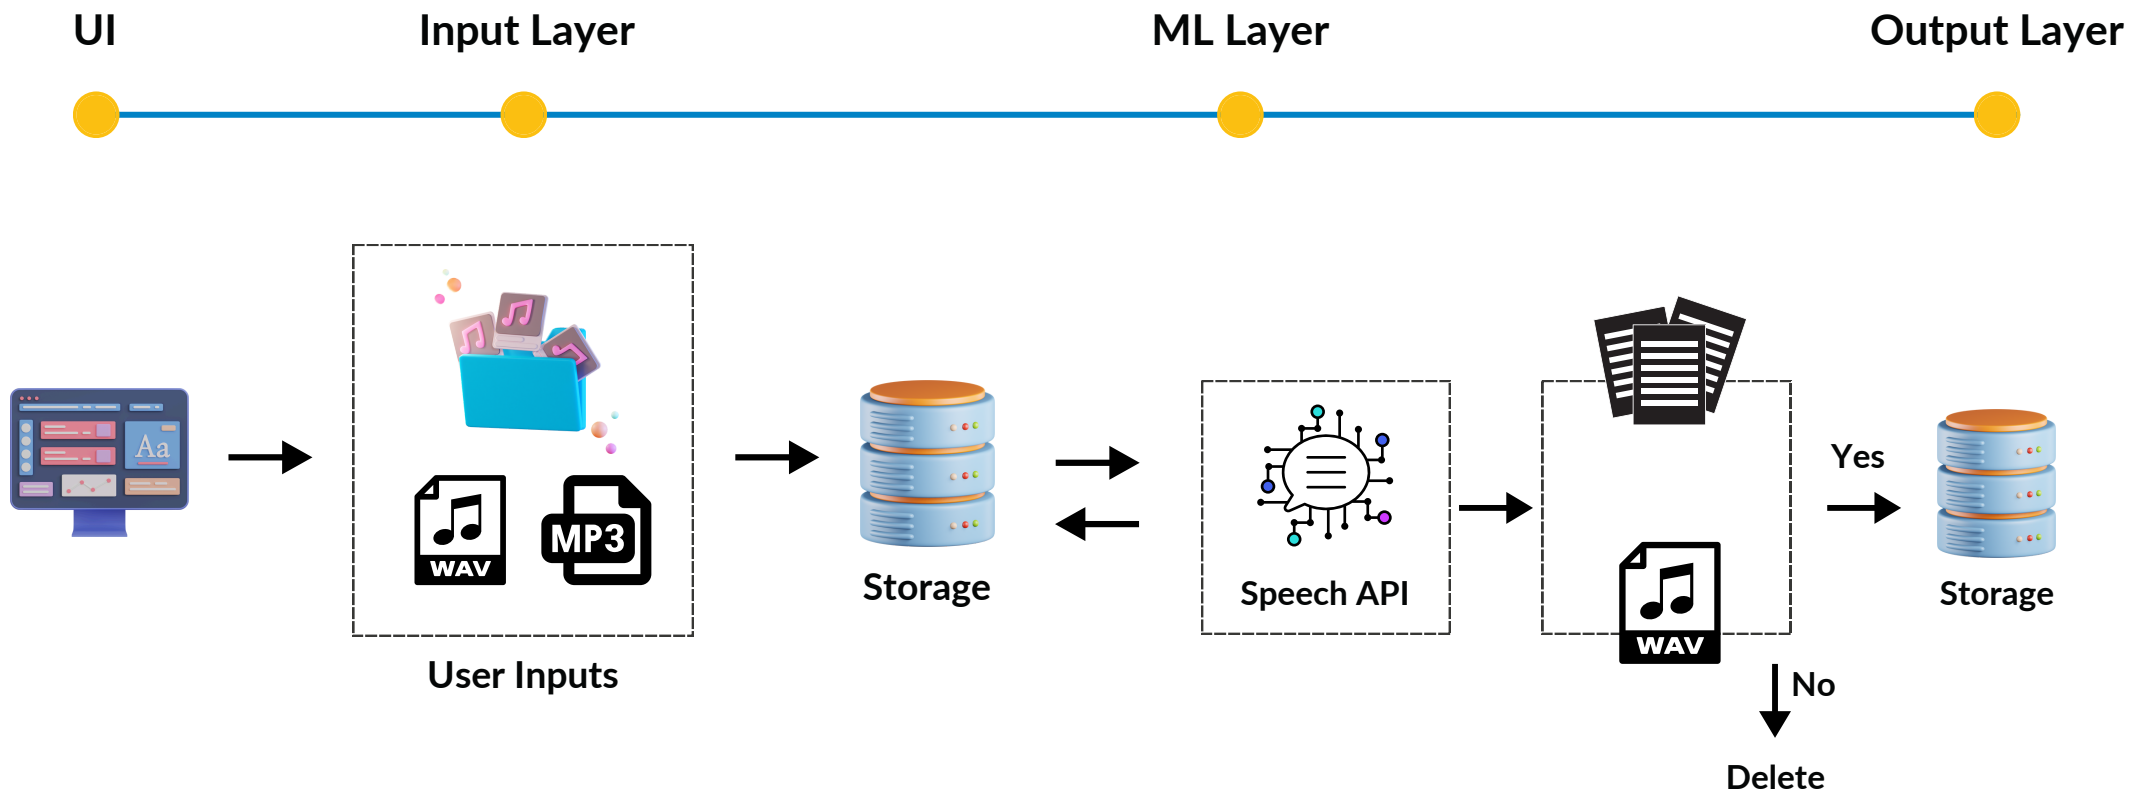 UI
Input Layer
ML Layer
Output Layer
Aa
WAV
MP3
User Inputs
Storage
Speech API
WAV
Yes
No
Delete
Storage